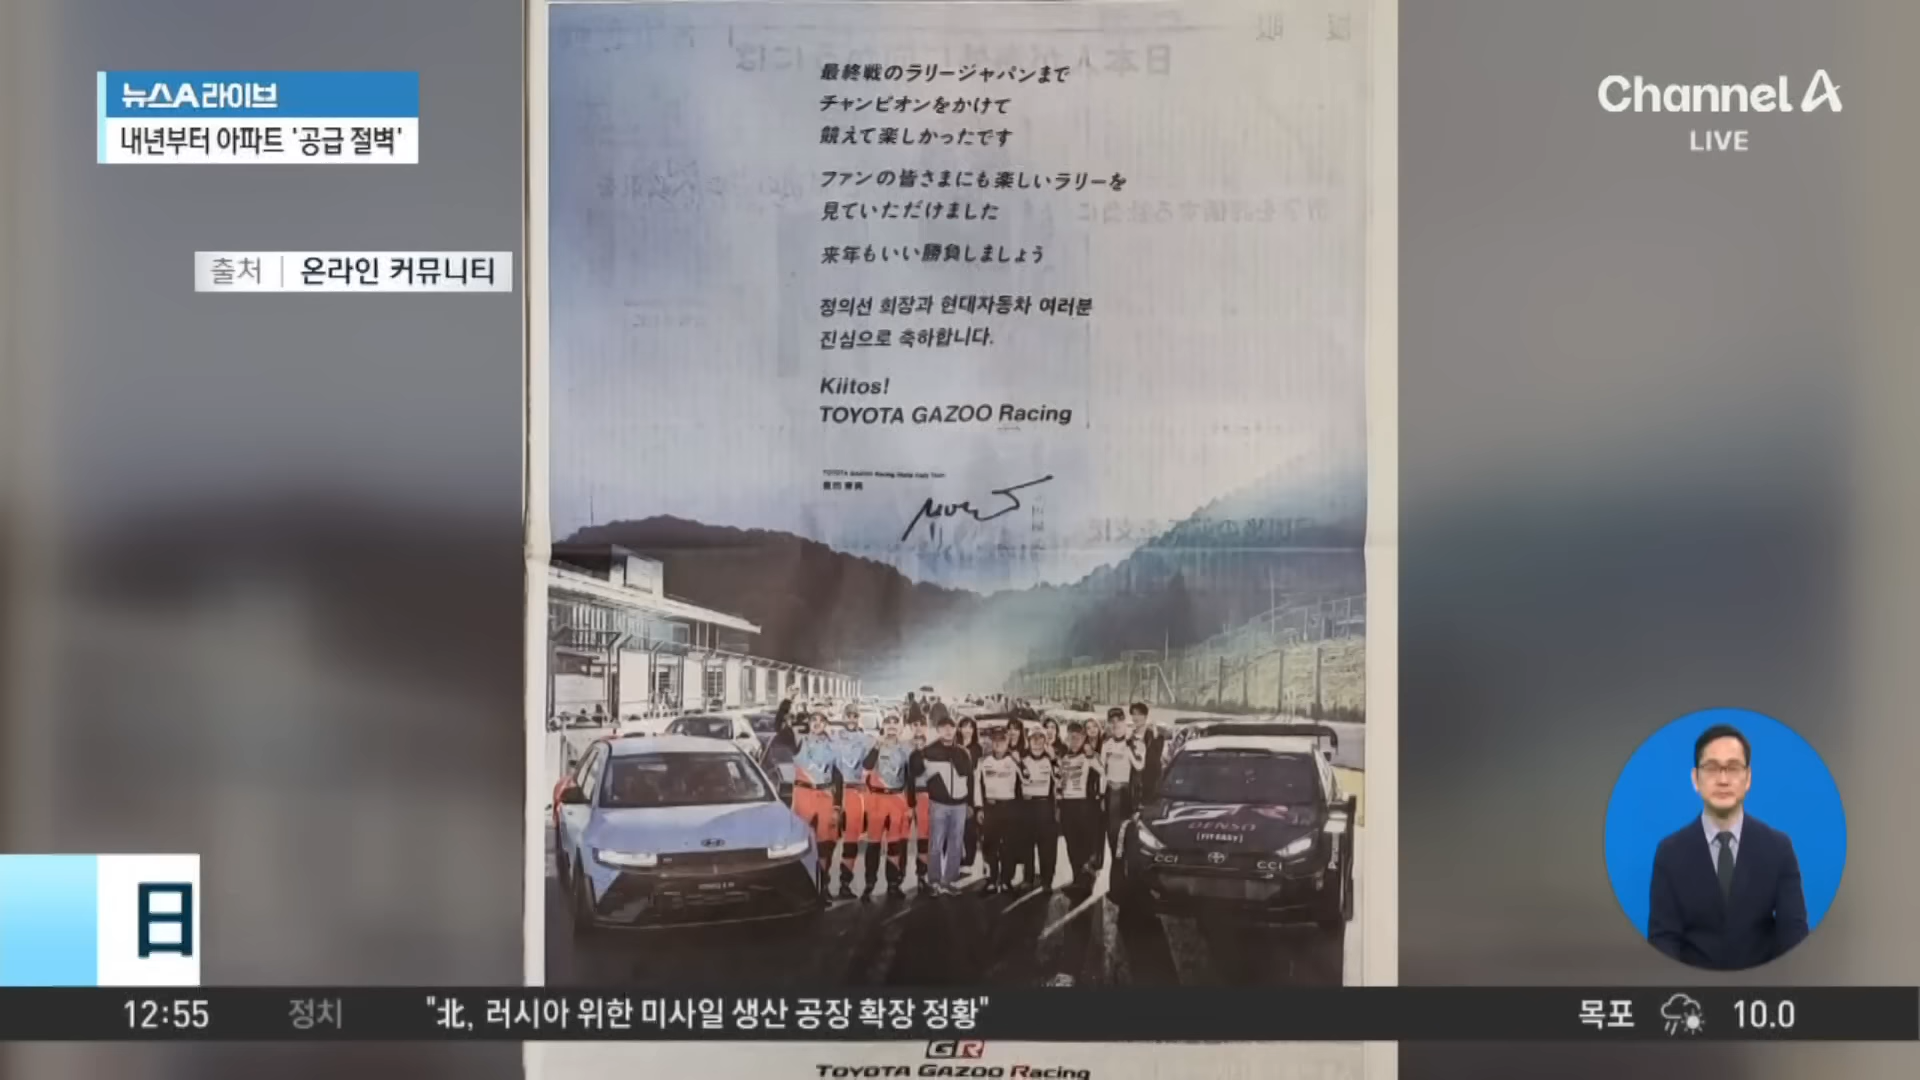 뉴스A 라이브
내년부터 아파트 '공급 절벽'
출처 | 온라인 커뮤니티
Channel A
LIVE
最終戦のラリージャパンまで
チャンピオンをかけて
競えて楽しかったです
ファンの皆さまにも楽しいラリーを
見ていただけました
来年もいい勝負しましょう
정의선 회장과 현대자동차 여러분
진심으로 축하합니다.
Kiitos!
TOYOTA GAZOO Racing
DENSO
CCI
CCI
日
12:55 정치 "北, 러시아 위한 미사일 생산 공장 확장 정황" 목포 10.0
GR
TOYOTA GAZOO Racing